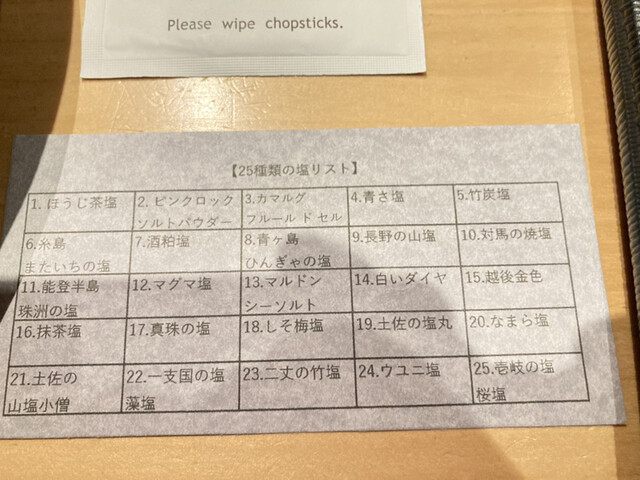 Please wipe chopsticks.
【25種類の塩リスト】
1. ほうじ茶塩
2. ピンクロック
ソルトパウダー
3.カマルグ
フルール ド セル
4.青さ塩
5.竹炭塩
6.糸島
またいちの塩
7.酒粕塩
8.青ヶ島
ひんぎゃの塩
9.長野の山塩
10.対馬の焼塩
11.能登半島
珠洲の塩
12.マグマ塩
13.マルドン
シーソルト
14.白いダイヤ
15.越後金色
16.抹茶塩
17.真珠の塩
18.しそ梅塩
19.土佐の塩丸
20.なまら塩
21.土佐の
山塩小僧
22.一支国の塩
藻塩
23.二丈の竹塩
24.ウユニ塩
25.壱岐の塩
桜塩